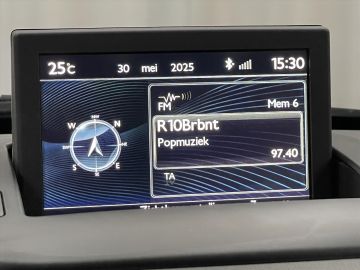 25°C 30 mei 2025 15:30
FM
Mem 6
R10Brbnt
Popmuziek
97.40
TA
W N
S E